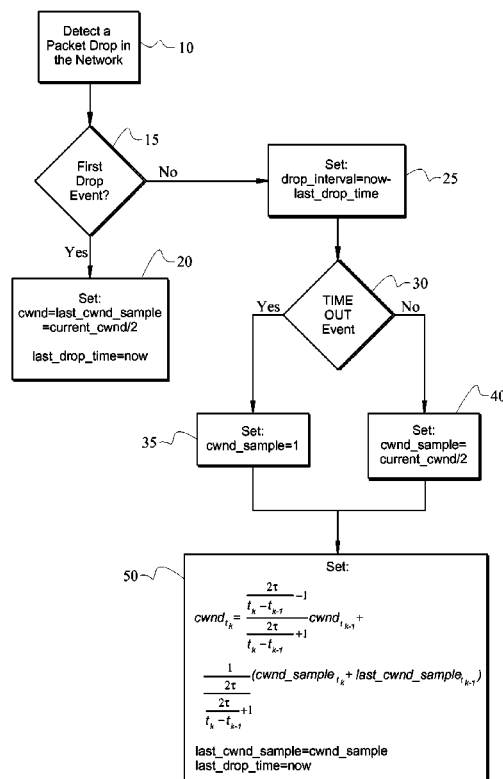 Detect a
Packet Drop in
the Network
10
15
First
Drop
Event?
No
Yes
Set:
drop_interval=now-
last_drop_time
25
20
Set:
cwnd=last_cwnd_sample
=current_cwnd/2
last_drop_time=now
30
Yes
TIME
OUT
Event
No
35
Set:
cwnd_sample=1
40
Set:
cwnd_sample=
current_cwnd/2
50
Set:
2τ
t_k − t_{k-1} −1
cwnd_{t_k} = cwnd_{t_{k-1}} +
2τ
t_k − t_{k-1} +1
1
2τ
(cwnd_sample_{t_k} + last_cwnd_sample_{t_{k-1}})
2τ
t_k − t_{k-1} +1
last_cwnd_sample=cwnd_sample
last_drop_time=now